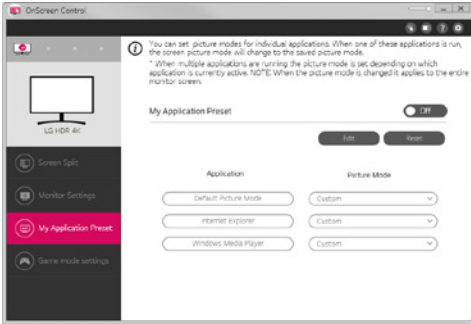 OnScreen Control
You can set picture modes for individual applications. When one of these applications is run,
the screen picture mode will change to the saved picture mode.
* When multiple applications are running the picture mode is set depending on which
application is currently active. NOTE: When the picture mode is changed it applies to the entire
monitor screen.
LG HDR 4K
My Application Preset
Off
Edit
Reset
Screen Split
Monitor Settings
My Application Preset
Game mode settings
Application
Picture Mode
Default Picture Mode
Custom
Internet Explorer
Custom
Windows Media Player
Custom